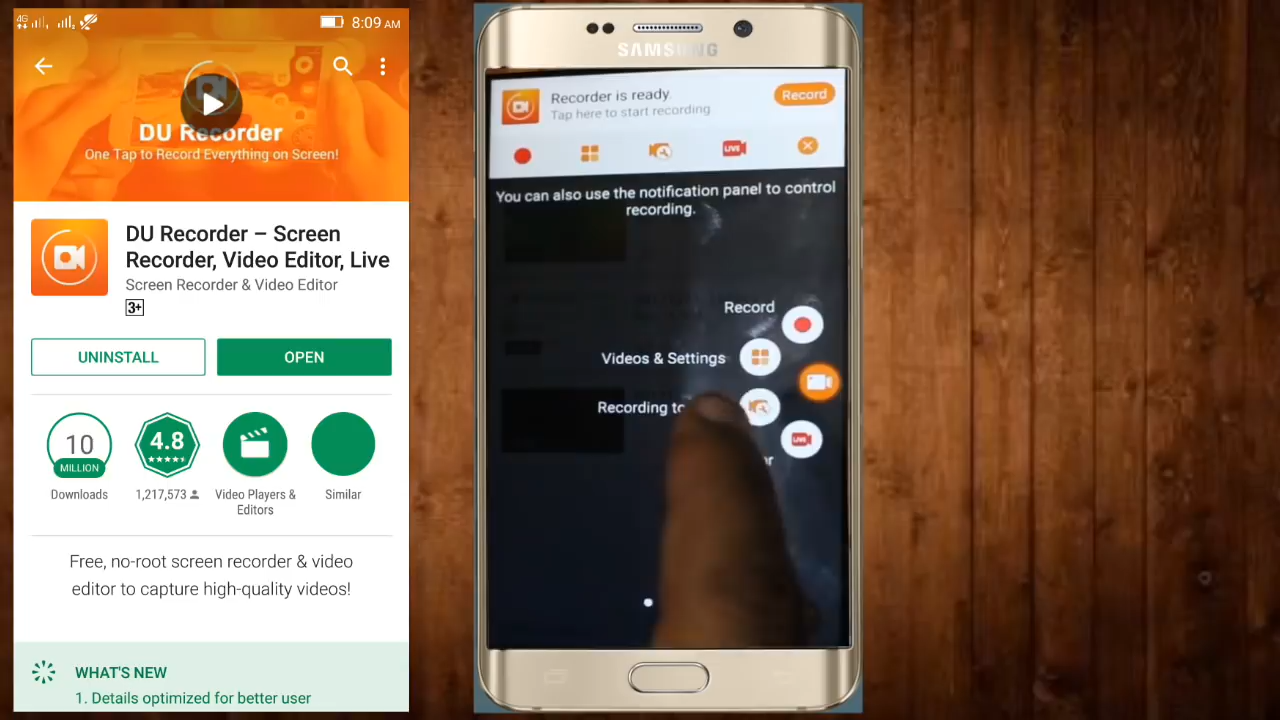 4G
8:09 AM
DU Recorder
One Tap to Record Everything on Screen!
DU Recorder – Screen
Recorder, Video Editor, Live
Screen Recorder & Video Editor
3+
UNINSTALL
OPEN
10
MILLION
Downloads
4.8
1,217,573
Video Players &
Editors
Similar
Free, no-root screen recorder & video
editor to capture high-quality videos!
WHAT'S NEW
1. Details optimized for better user
SAMSUNG
Recorder is ready
Tap here to start recording
Record
LIVE
You can also use the notification panel to control
recording.
Record
Videos & Settings
Recording
LIVE